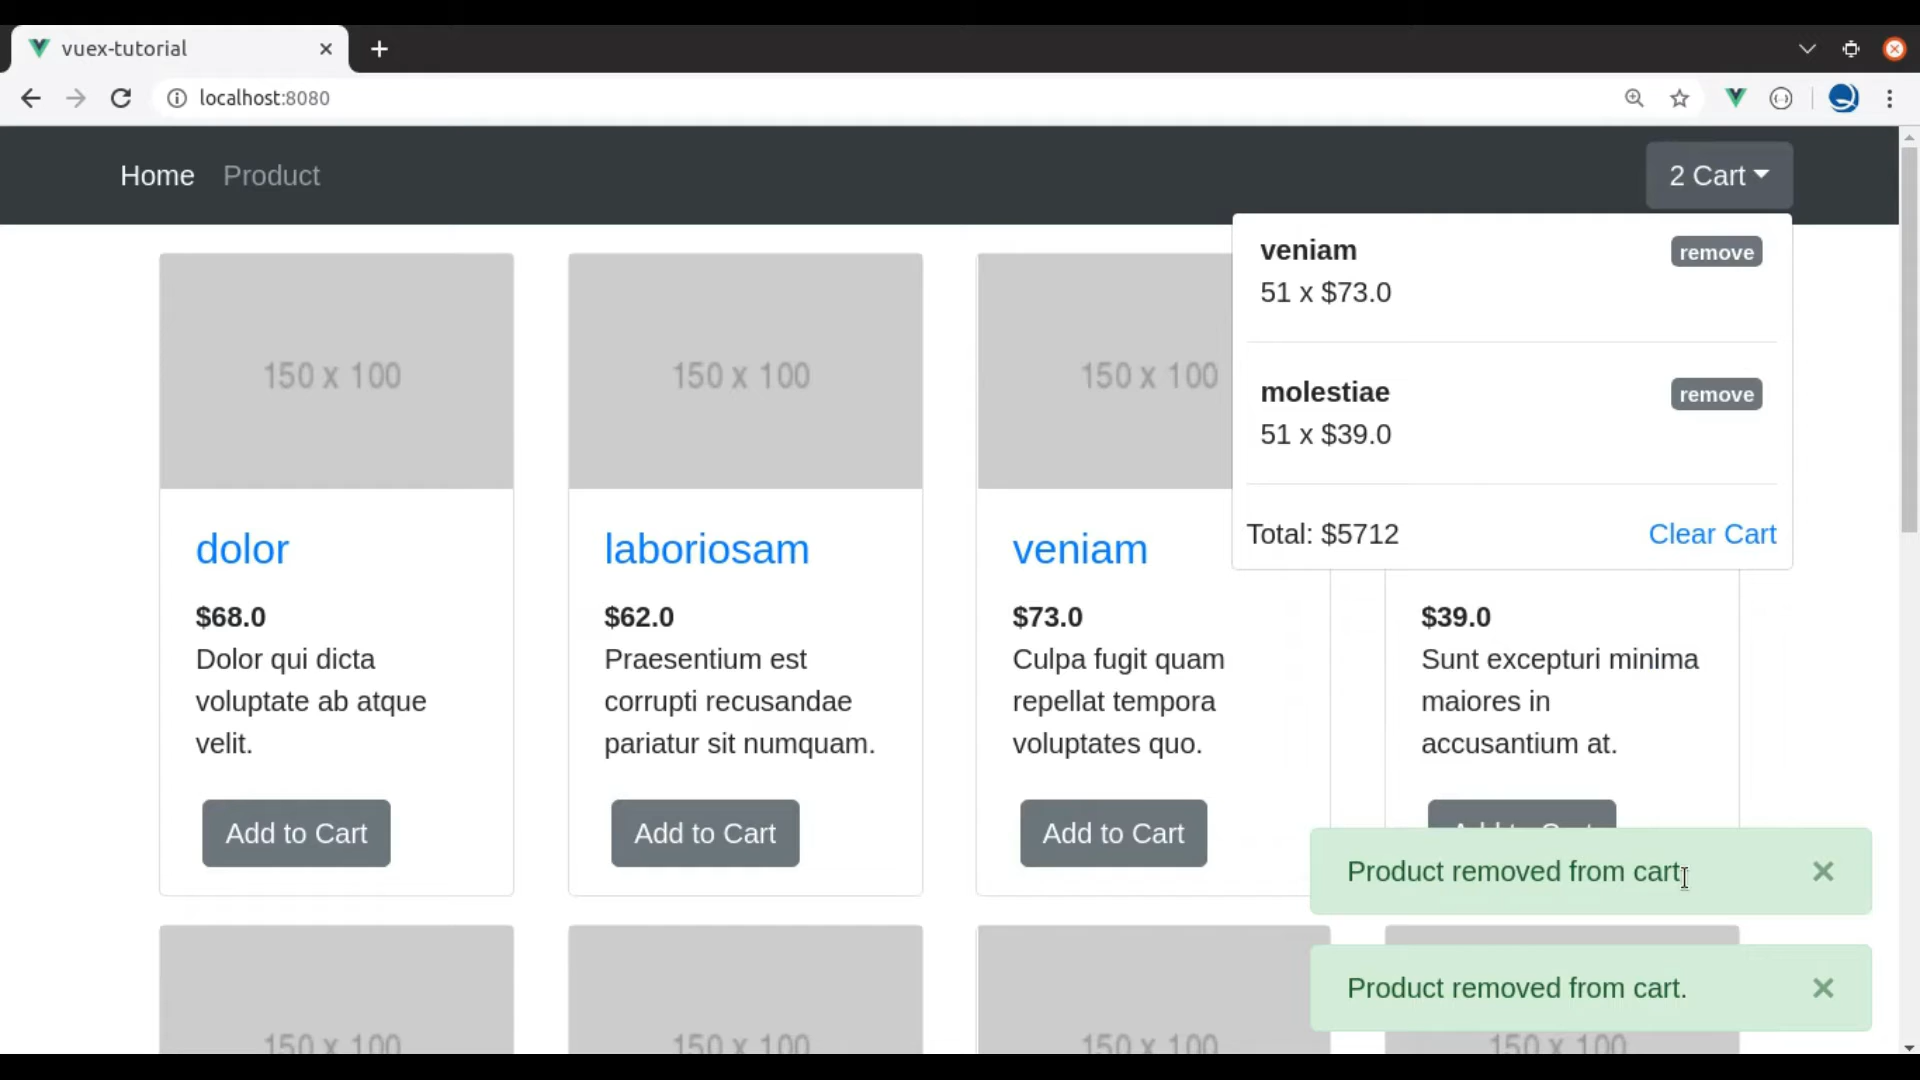 vuex-tutorial
localhost:8080
Home Product 2 Cart
veniam remove
51 x $73.0
molestiae remove
51 x $39.0
Total: $5712 Clear Cart
150 x 100 150 x 100 150 x 100
dolor laboriosam veniam
$68.0 $62.0 $73.0 $39.0
Dolor qui dicta
voluptate ab atque
velit.
Praesentium est
corrupti recusandae
pariatur sit numquam.
Culpa fugit quam
repellat tempora
voluptates quo.
Sunt excepturi minima
maiores in
accusantium at.
Add to Cart Add to Cart Add to Cart Add to Cart
Product removed from cart.
Product removed from cart.
150 x 100 150 x 100 150 x 100 150 x 100